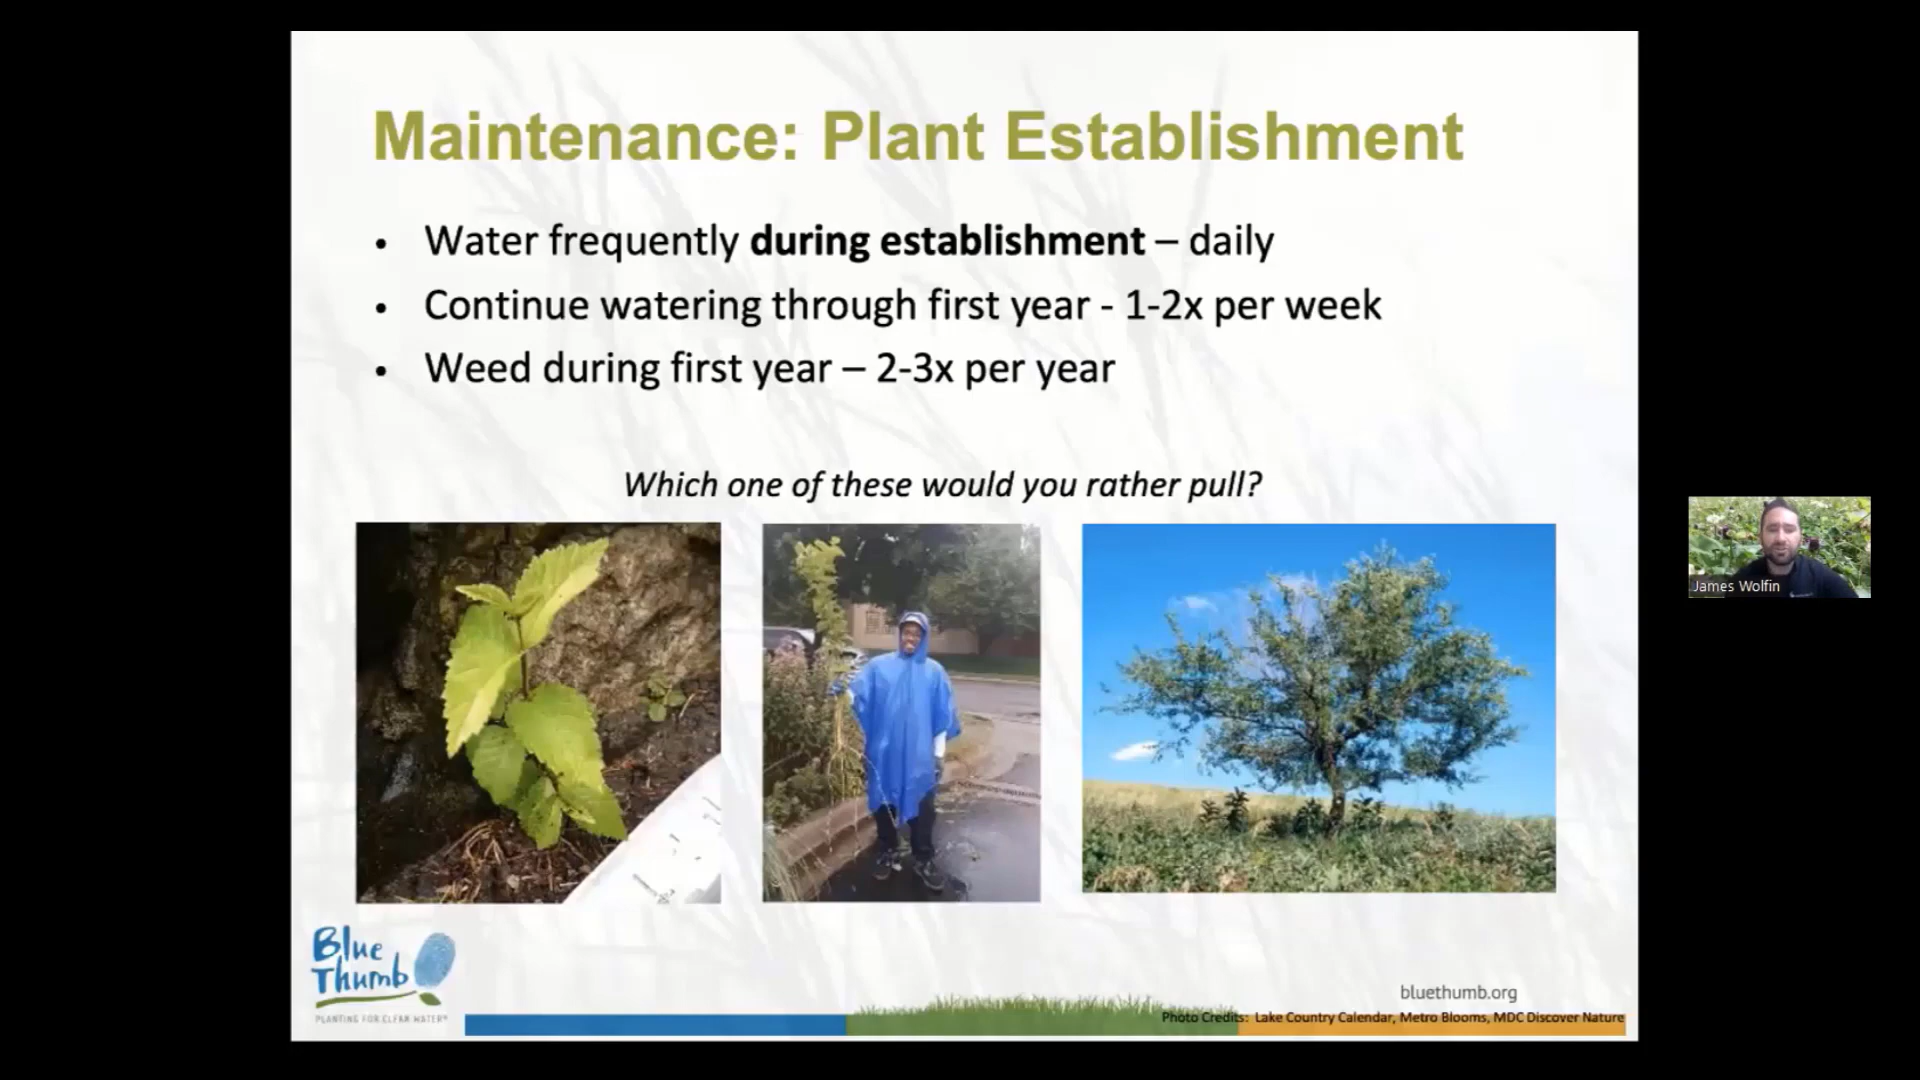 Maintenance: Plant Establishment
• Water frequently during establishment – daily
• Continue watering through first year - 1-2x per week
• Weed during first year – 2-3x per year
Which one of these would you rather pull?
James Wolfin
Blue
Thumb
PLANTING FOR CLEAN WATER®
bluethumb.org
Photo Credits: Lake Country Calendar, Metro Blooms, MDC Discover Nature